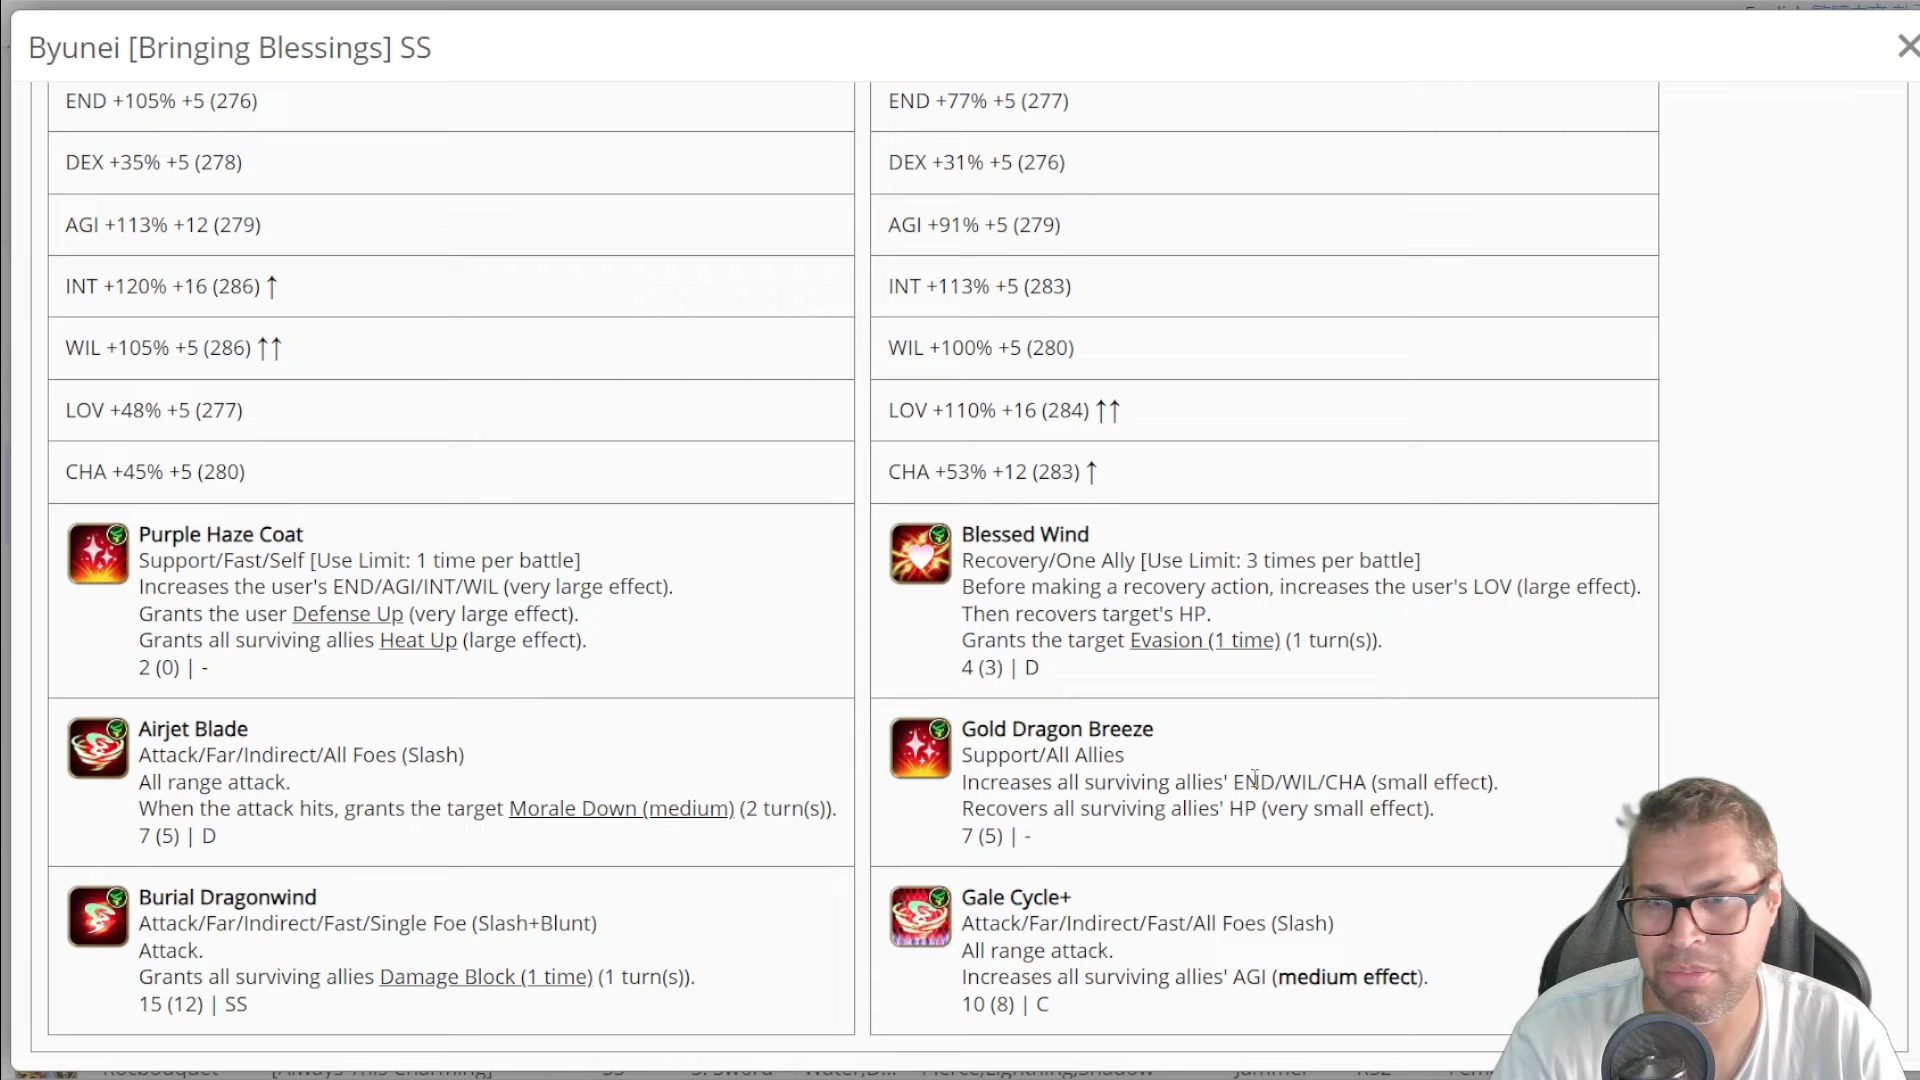 Byunei [Bringing Blessings] SS
END +105% +5 (276)
DEX +35% +5 (278)
AGI +113% +12 (279)
INT +120% +16 (286) ↑
WIL +105% +5 (286) ↑↑
LOV +48% +5 (277)
CHA +45% +5 (280)
Purple Haze Coat
Support/Fast/Self [Use Limit: 1 time per battle]
Increases the user's END/AGI/INT/WIL (very large effect).
Grants the user Defense Up (very large effect).
Grants all surviving allies Heat Up (large effect).
2 (0) | -
Airjet Blade
Attack/Far/Indirect/All Foes (Slash)
All range attack.
When the attack hits, grants the target Morale Down (medium) (2 turn(s)).
7 (5) | D
Burial Dragonwind
Attack/Far/Indirect/Fast/Single Foe (Slash+Blunt)
Attack.
Grants all surviving allies Damage Block (1 time) (1 turn(s)).
15 (12) | SS
END +77% +5 (277)
DEX +31% +5 (276)
AGI +91% +5 (279)
INT +113% +5 (283)
WIL +100% +5 (280)
LOV +110% +16 (284) ↑↑
CHA +53% +12 (283) ↑
Blessed Wind
Recovery/One Ally [Use Limit: 3 times per battle]
Before making a recovery action, increases the user's LOV (large effect).
Then recovers target's HP.
Grants the target Evasion (1 time) (1 turn(s)).
4 (3) | D
Gold Dragon Breeze
Support/All Allies
Increases all surviving allies' END/WIL/CHA (small effect).
Recovers all surviving allies' HP (very small effect).
7 (5) | -
Gale Cycle+
Attack/Far/Indirect/Fast/All Foes (Slash)
All range attack.
Increases all surviving allies' AGI (medium effect).
10 (8) | C